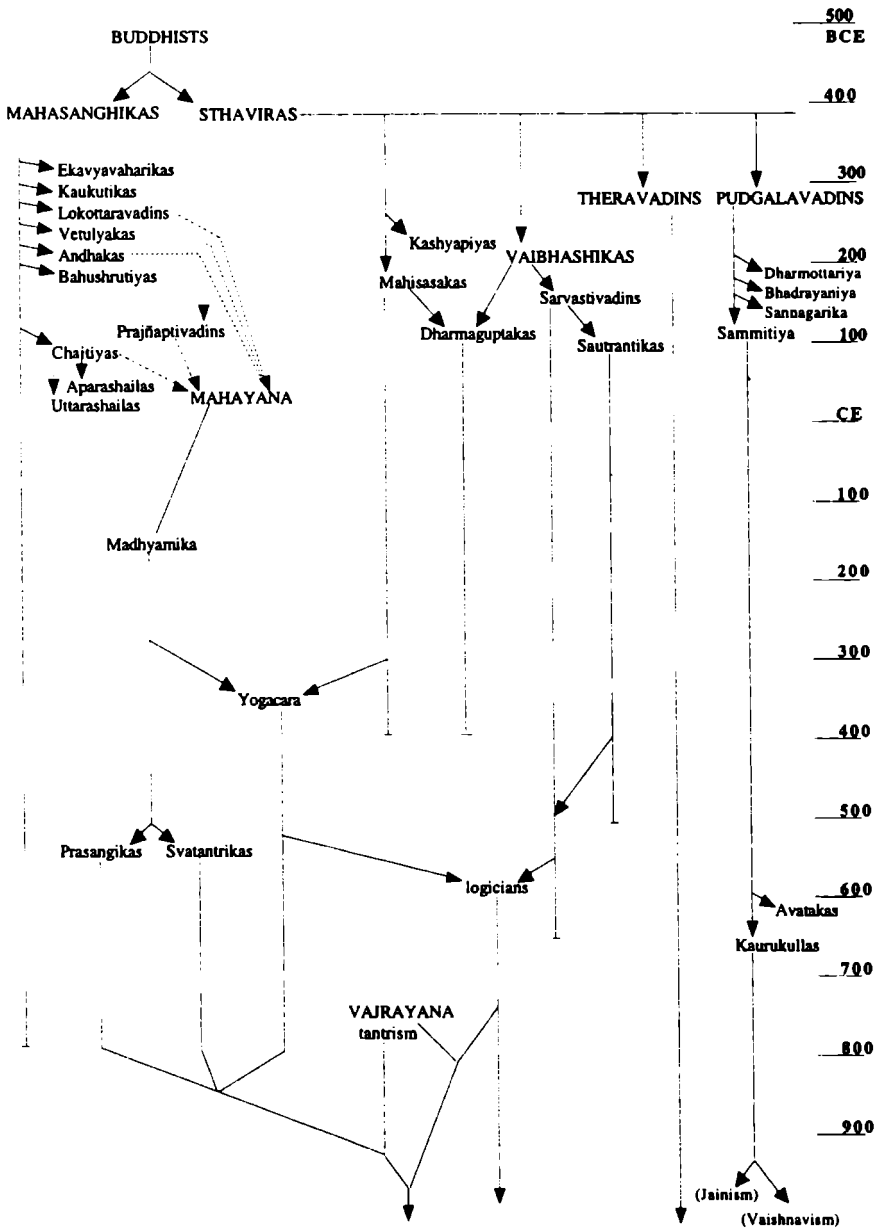 500
BUDDHISTS
BCE
400
MAHASANGHIKAS
STHAVIRAS
Ekavyavaharikas
Kaukutikas
Lokottaravadins
Vetulyakas
Andhakas
Bahushrutiyas
300
THERAVADINS
PUDGALAVADINS
Kashyapiyas
VAIBHASHIKAS
200
Dharmottariya
Mahisasakas
Bhadrayaniya
Sarvastivadins
Sannagarika
Prajñaptivadins
Dharmaguptakas
Sammitiya
100
Chaitiyas
Sautrantikas
Aparashailas
Uttarashailas
MAHAYANA
CE
100
Madhyamika
200
300
Yogacara
400
500
Prasangikas
Svatantrikas
logicians
600
Avatakas
Kaurukullas
700
VAJRAYANA
tantrism
800
900
(Jainism)
(Vaishnavism)